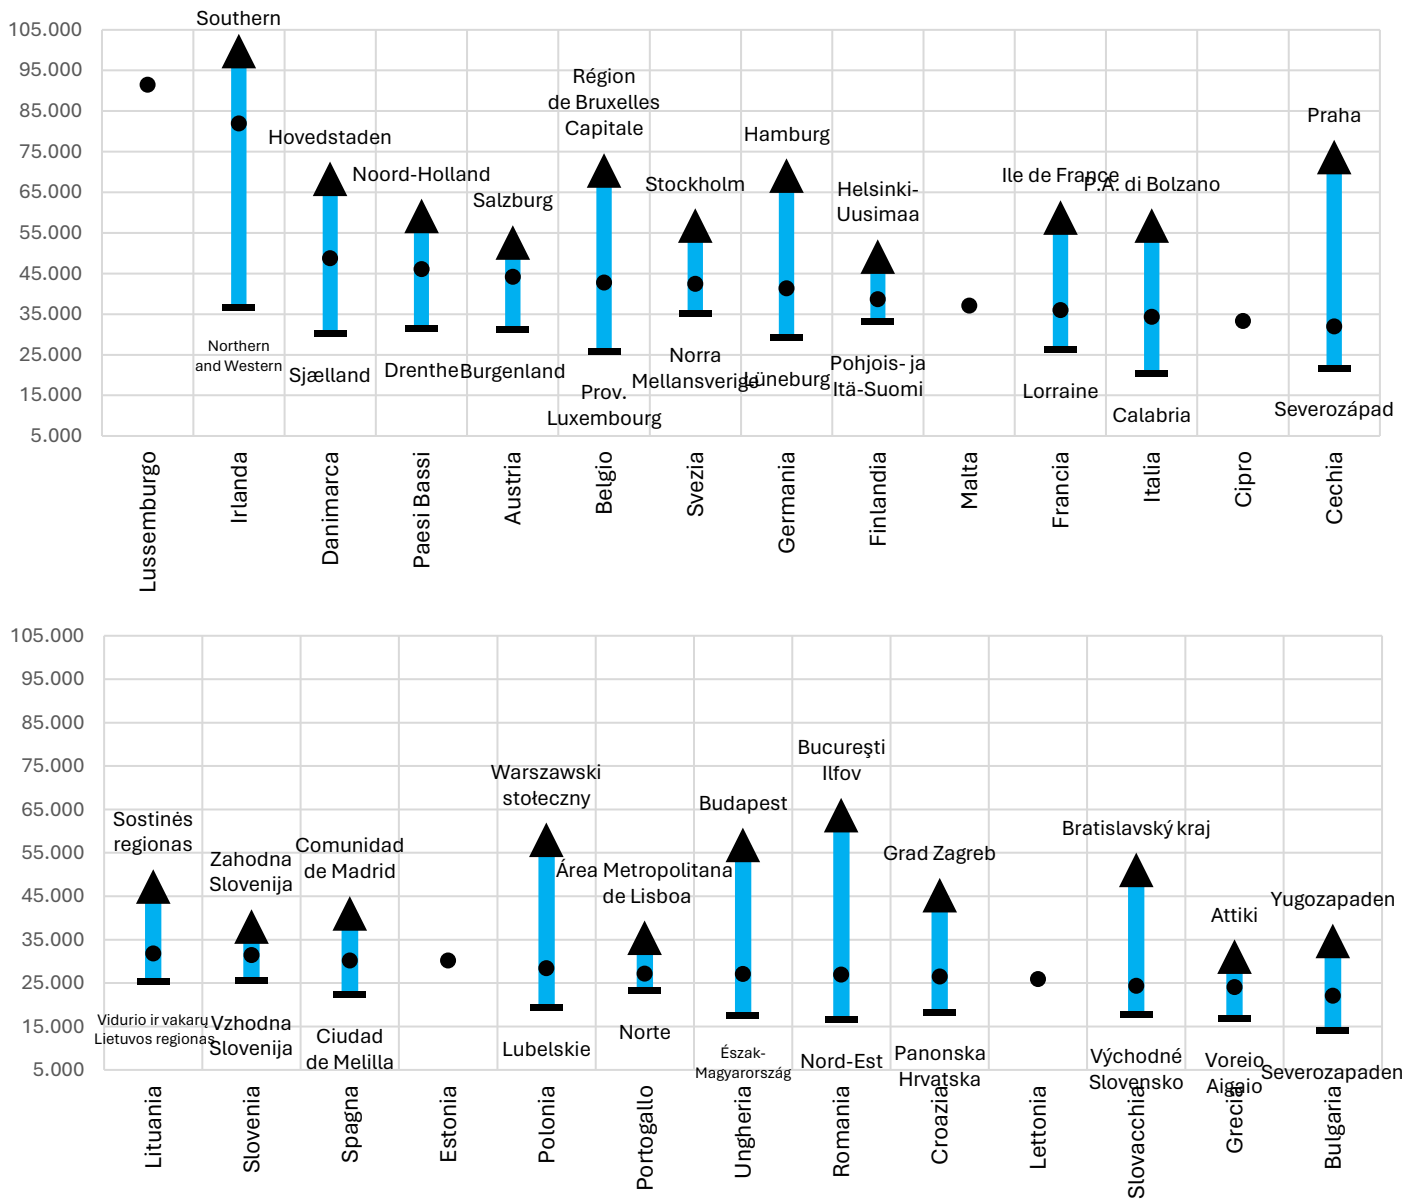 105.000
95.000
85.000
75.000
65.000
55.000
45.000
35.000
25.000
15.000
5.000
Southern
Hovedstaden
Noord-Holland
Salzburg
Région
de Bruxelles
Capitale
Stockholm
Hamburg
Helsinki-
Uusimaa
Ile de France
P.A. di Bolzano
Praha
Northern
and Western
Sjælland
Drenthe
Burgenland
Prov.
Luxembourg
Norra
Mellansverige
Lüneburg
Pohjois- ja
Itä-Suomi
Lorraine
Calabria
Severozápad
Lussemburgo
Irlanda
Danimarca
Paesi Bassi
Austria
Belgio
Svezia
Germania
Finlandia
Malta
Francia
Italia
Cipro
Cechia
105.000
95.000
85.000
75.000
65.000
55.000
45.000
35.000
25.000
15.000
5.000
Sostinės
regionas
Zahodna
Slovenija
Comunidad
de Madrid
Warszawski
stołeczny
Área Metropolitana
de Lisboa
Budapest
Bucureşti
Ilfov
Grad Zagreb
Bratislavský kraj
Attiki
Yugozapaden
Vidurio ir vakarų
Lietuvos regionas
Vzhodna
Slovenija
Ciudad
de Melilla
Lubelskie
Norte
Észak-
Magyarország
Nord-Est
Panonska
Hrvatska
Východné
Slovensko
Voreio
Aigaio
Severozapaden
Lituania
Slovenia
Spagna
Estonia
Polonia
Portogallo
Ungheria
Romania
Croazia
Lettonia
Slovacchia
Grecia
Bulgaria